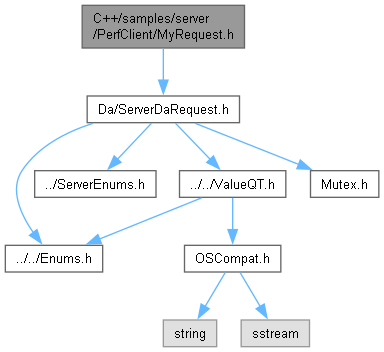 C++/samples/server
/PerfClient/MyRequest.h
Da/ServerDaRequest.h
../ServerEnums.h
../../ValueQT.h
Mutex.h
../../Enums.h
OSCompat.h
string
sstream